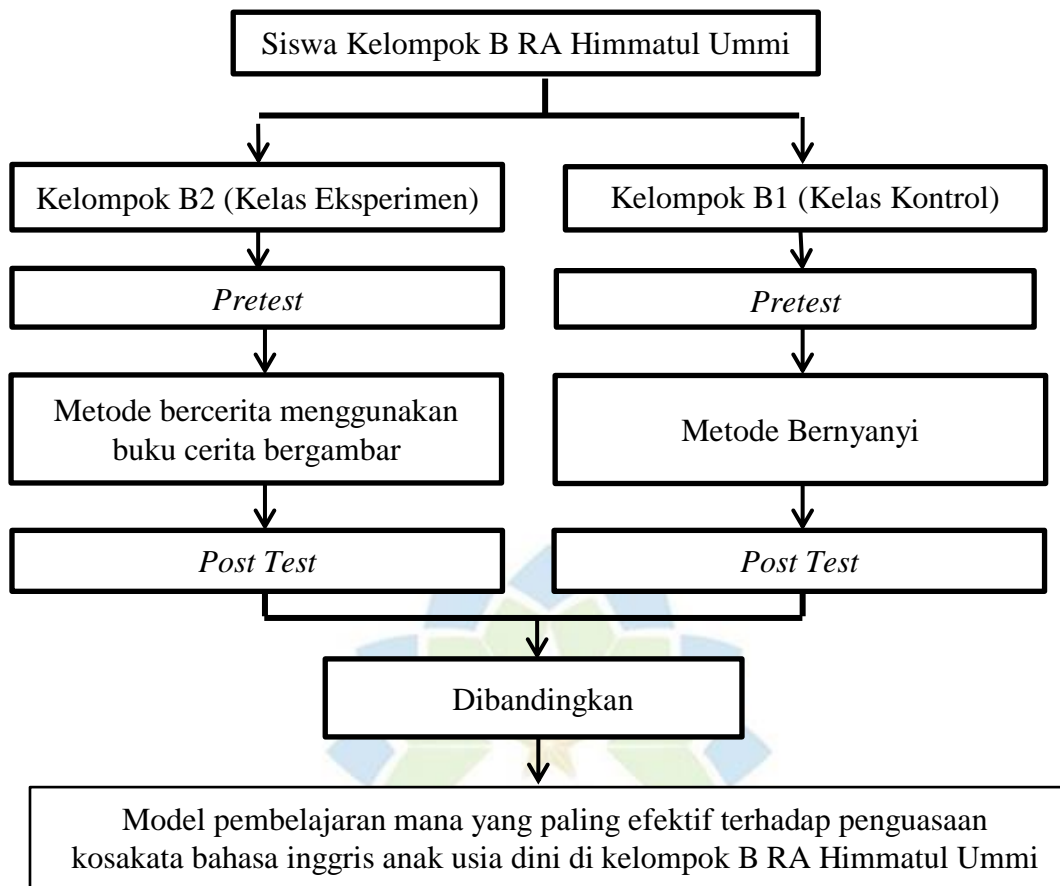 Siswa Kelompok B RA Himmatul Ummi
Kelompok B2 (Kelas Eksperimen)
Kelompok B1 (Kelas Kontrol)
Pretest
Pretest
Metode bercerita menggunakan
buku cerita bergambar
Metode Bernyanyi
Post Test
Post Test
Dibandingkan
Model pembelajaran mana yang paling efektif terhadap penguasaan
kosakata bahasa inggris anak usia dini di kelompok B RA Himmatul Ummi